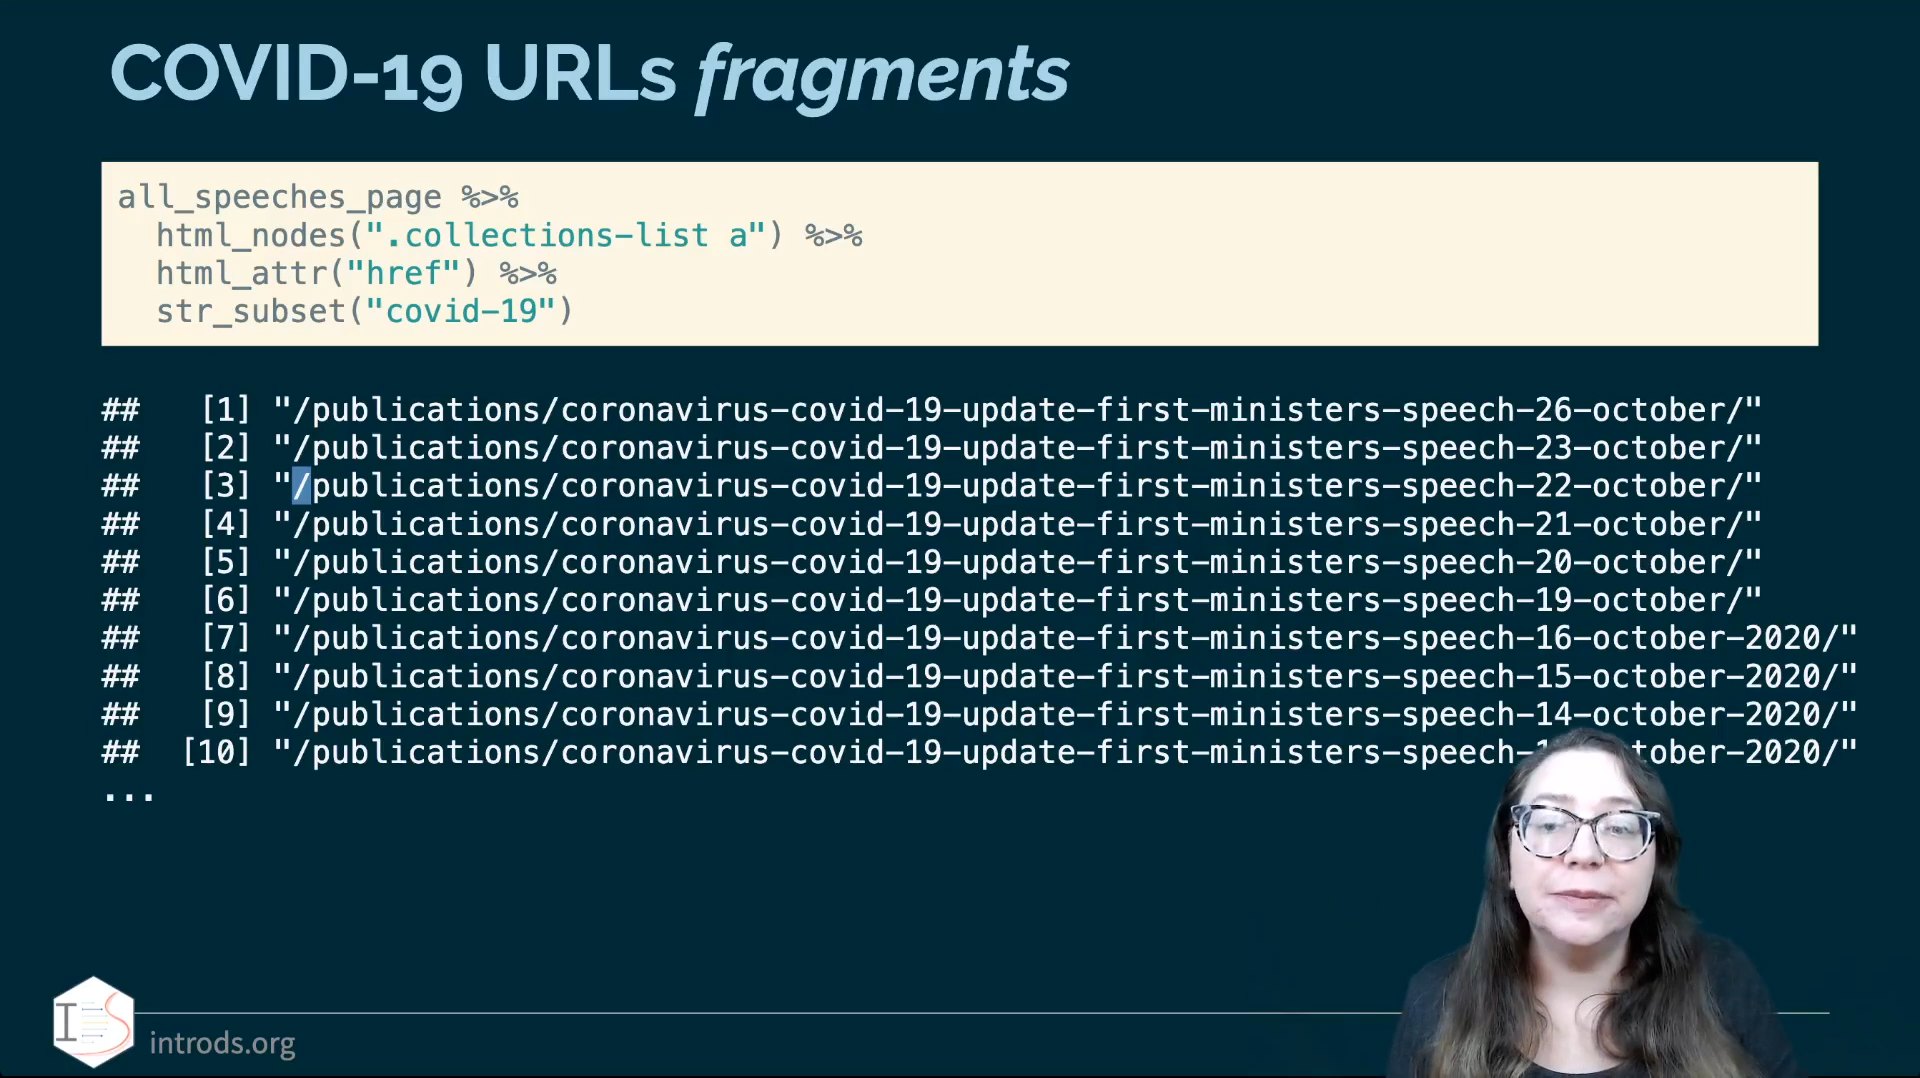 COVID-19 URLs fragments
all_speeches_page %>%
  html_nodes(".collections-list a") %>%
  html_attr("href") %>%
  str_subset("covid-19")
##   [1] "/publications/coronavirus-covid-19-update-first-ministers-speech-26-october/"
##   [2] "/publications/coronavirus-covid-19-update-first-ministers-speech-23-october/"
##   [3] "/publications/coronavirus-covid-19-update-first-ministers-speech-22-october/"
##   [4] "/publications/coronavirus-covid-19-update-first-ministers-speech-21-october/"
##   [5] "/publications/coronavirus-covid-19-update-first-ministers-speech-20-october/"
##   [6] "/publications/coronavirus-covid-19-update-first-ministers-speech-19-october/"
##   [7] "/publications/coronavirus-covid-19-update-first-ministers-speech-16-october-2020/"
##   [8] "/publications/coronavirus-covid-19-update-first-ministers-speech-15-october-2020/"
##   [9] "/publications/coronavirus-covid-19-update-first-ministers-speech-14-october-2020/"
##  [10] "/publications/coronavirus-covid-19-update-first-ministers-speech- tober-2020/"
...
IDS
introds.org